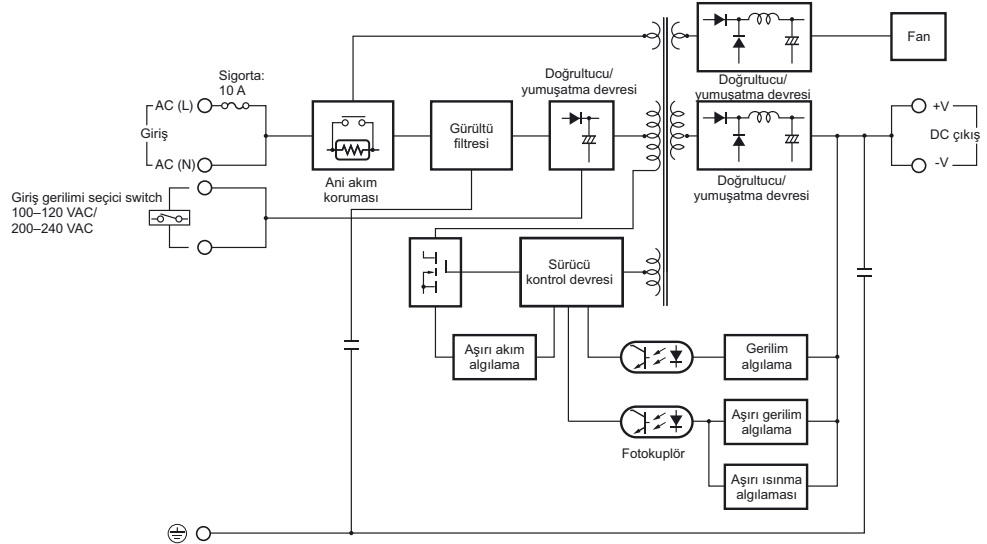 Fan
Doğrultucu/
yumuşatma devresi
Sigorta:
10 A
AC (L)
Giriş
AC (N)
Ani akım
koruması
Gürültü
filtresi
Doğrultucu/
yumuşatma devresi
Doğrultucu/
yumuşatma devresi
+V
DC çıkış
-V
Giriş gerilimi seçici switch
100–120 VAC/
200–240 VAC
Sürücü
kontrol devresi
Aşırı akım
algılama
Gerilim
algılama
Aşırı gerilim
algılama
Fotokuplör
Aşırı ısınma
algılaması